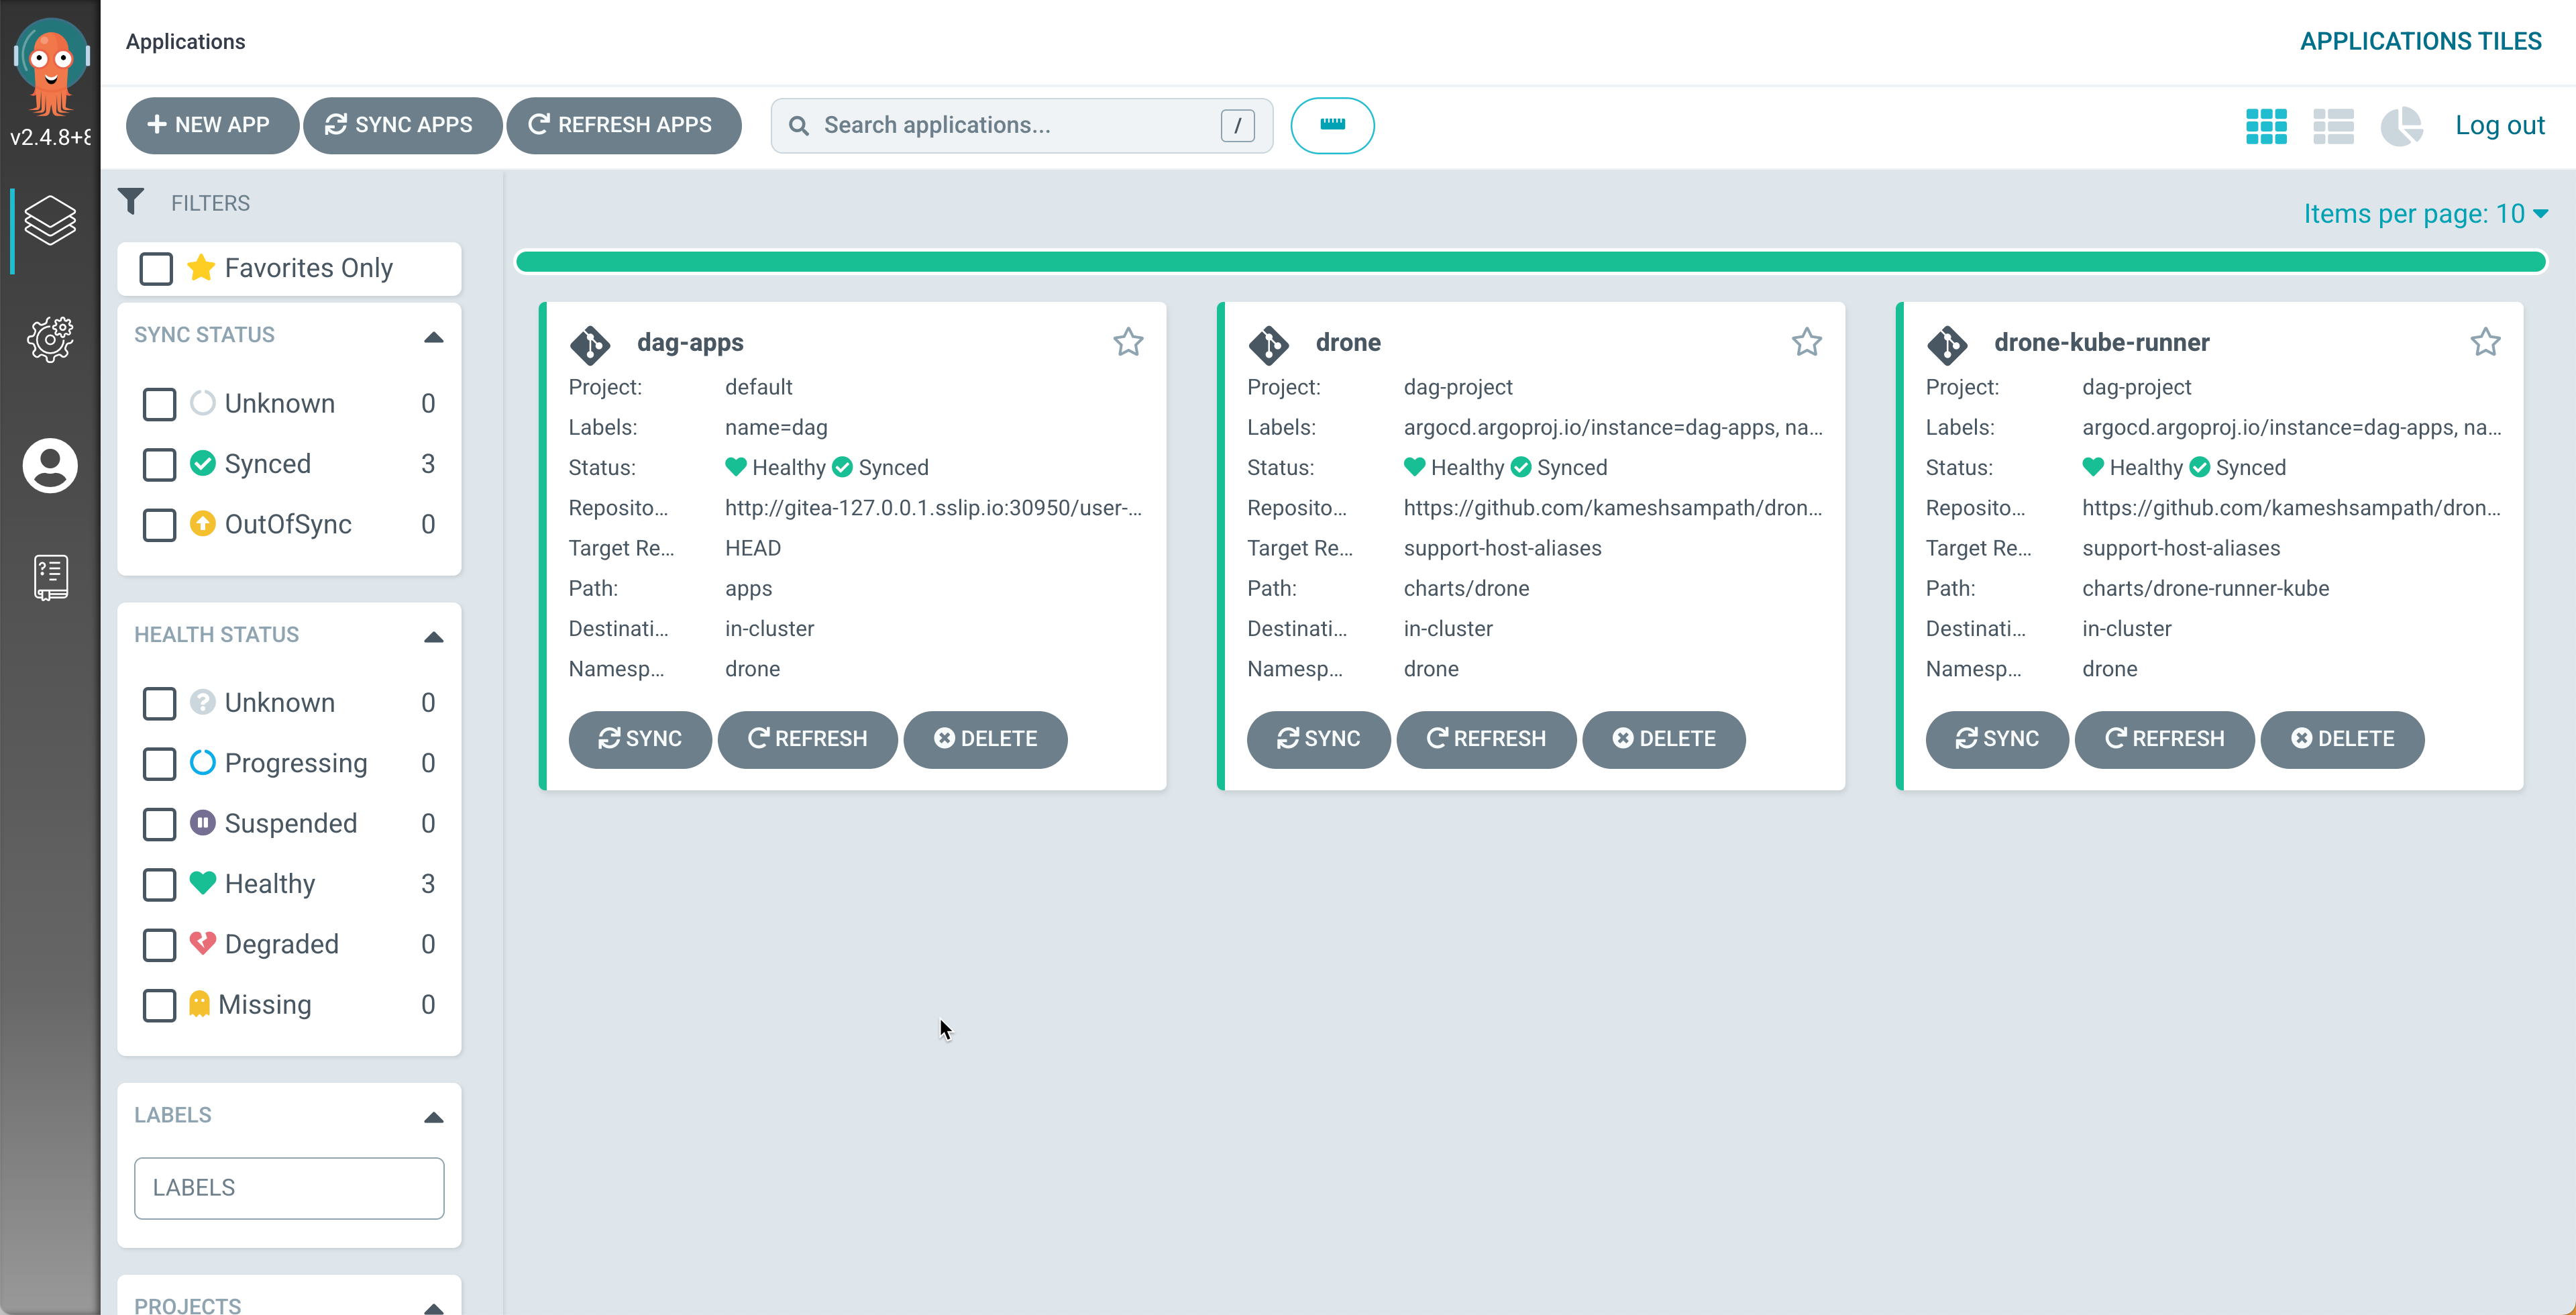 Applications
APPLICATIONS TILES
v2.4.8+8
NEW APP
SYNC APPS
REFRESH APPS
Search applications...
/
Log out
FILTERS
Favorites Only
SYNC STATUS
Unknown 0
Synced 3
OutOfSync 0
HEALTH STATUS
Unknown 0
Progressing 0
Suspended 0
Healthy 3
Degraded 0
Missing 0
LABELS
LABELS
PROJECTS
Items per page: 10
dag-apps
Project: default
Labels: name=dag
Status: Healthy Synced
Reposito... http://gitea-127.0.0.1.sslip.io:30950/user-...
Target Re... HEAD
Path: apps
Destinati... in-cluster
Namesp... drone
SYNC REFRESH DELETE
drone
Project: dag-project
Labels: argocd.argoproj.io/instance=dag-apps, na...
Status: Healthy Synced
Reposito... https://github.com/kameshsampath/dron...
Target Re... support-host-aliases
Path: charts/drone
Destinati... in-cluster
Namesp... drone
SYNC REFRESH DELETE
drone-kube-runner
Project: dag-project
Labels: argocd.argoproj.io/instance=dag-apps, na...
Status: Healthy Synced
Reposito... https://github.com/kameshsampath/dron...
Target Re... support-host-aliases
Path: charts/drone-runner-kube
Destinati... in-cluster
Namesp... drone
SYNC REFRESH DELETE